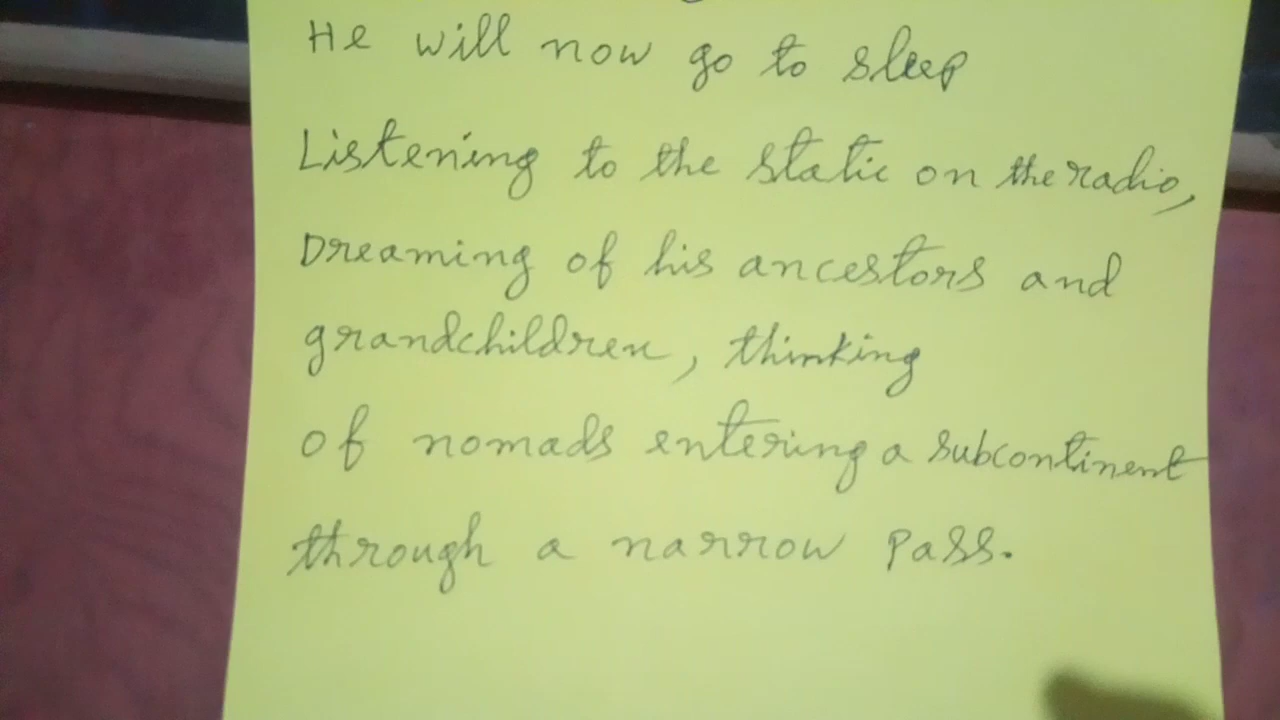 He will now go to sleep
Listening to the static on the radio,
Dreaming of his ancestors and
grandchildren, thinking
of nomads entering a subcontinent
through a narrow pass.